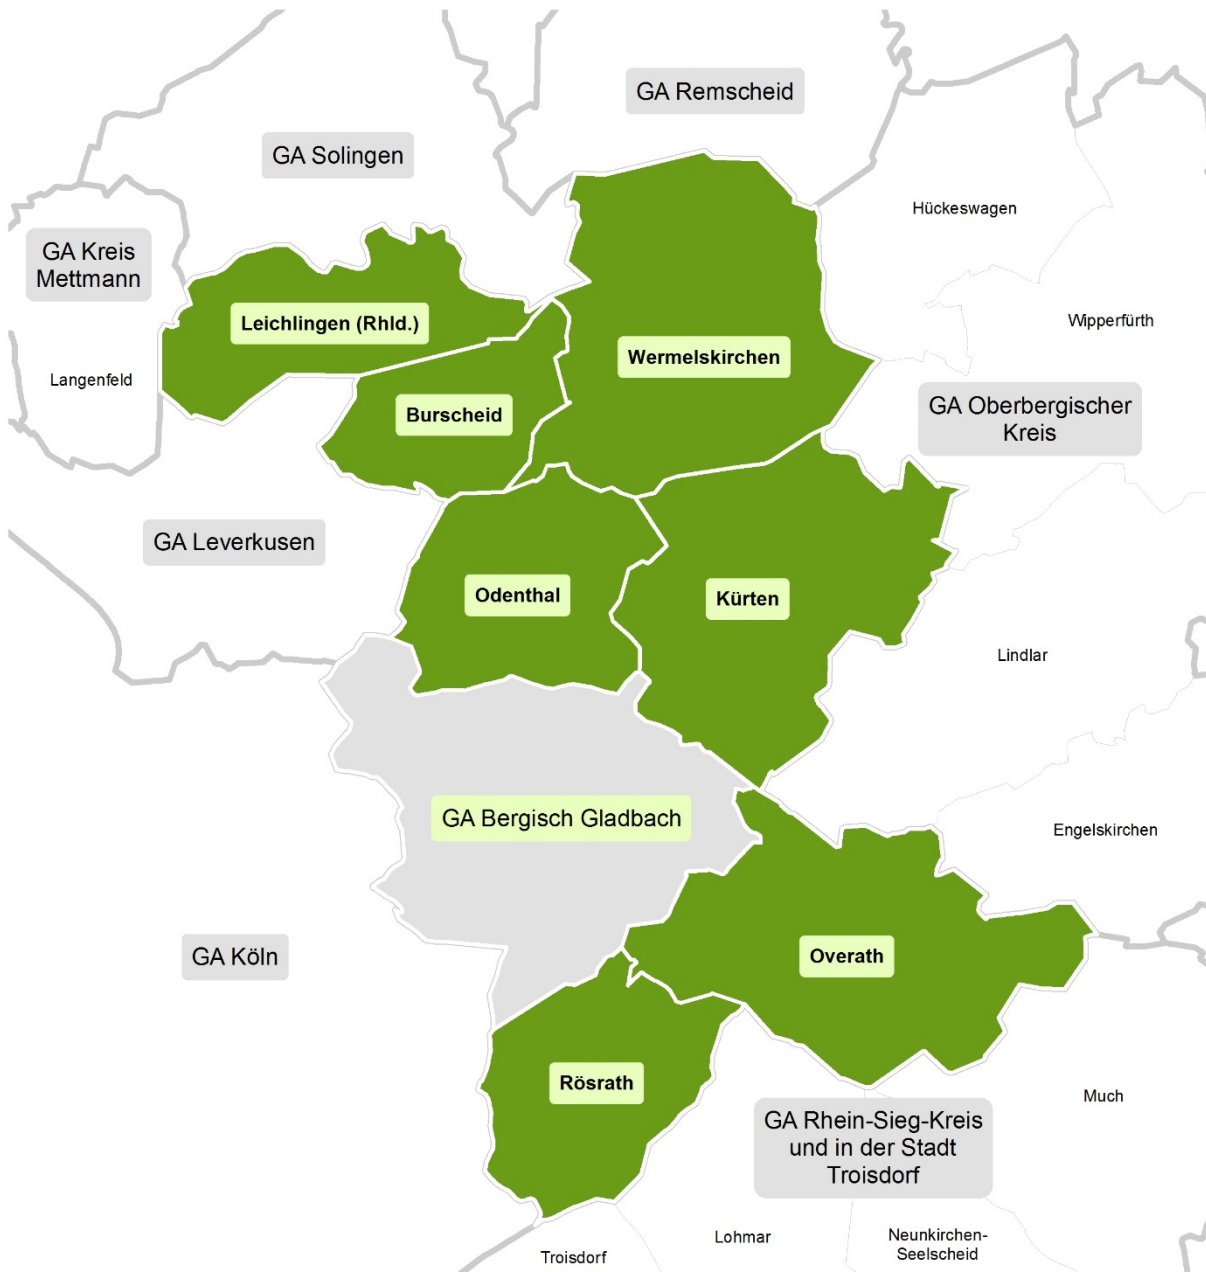 GA Remscheid
GA Solingen
Hückeswagen
GA Kreis
Mettmann
Leichlingen (Rhld.)
Wipperfürth
Wermelskirchen
Langenfeld
Burscheid
GA Oberbergischer
Kreis
GA Leverkusen
Odenthal
Kürten
Lindlar
GA Bergisch Gladbach
Engelskirchen
GA Köln
Overath
Rösrath
Much
GA Rhein-Sieg-Kreis
und in der Stadt
Troisdorf
Lohmar
Neunkirchen-
Seelscheid
Troisdorf